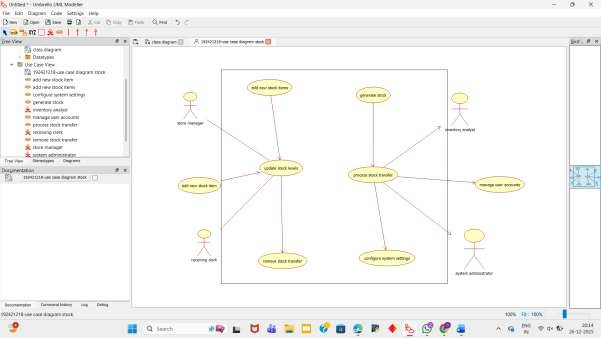 Untitled * - Umbrello UML Modeller
File Edit Diagram Code Settings Help
New Open Save Cut Copy Paste Find
Tree View
class diagram
192421218-use case diagram stock
class diagram
Datatypes
Use Case View
192421218-use case diagram stock
add new stock item
add new stock items
configure system settings
generate stock
inventory analyst
manage user accounts
process stock transfer
receiving clerk
remove stock transfer
store manager
system administrator
Tree View Stereotypes Diagrams
Documentation
192421218-use case diagram stock
add new stock items
generate stock
store manager
inventory analyst
update stock levels
process stock transfer
add new stock item
manage user accounts
receiving clerk
remove stock transfer
configure system settings
system administrator
Documentation Command history Log Debug
192421218-use case diagram stock
100% Fit 100%
Search
ENG
IN
20:14
26-12-2025